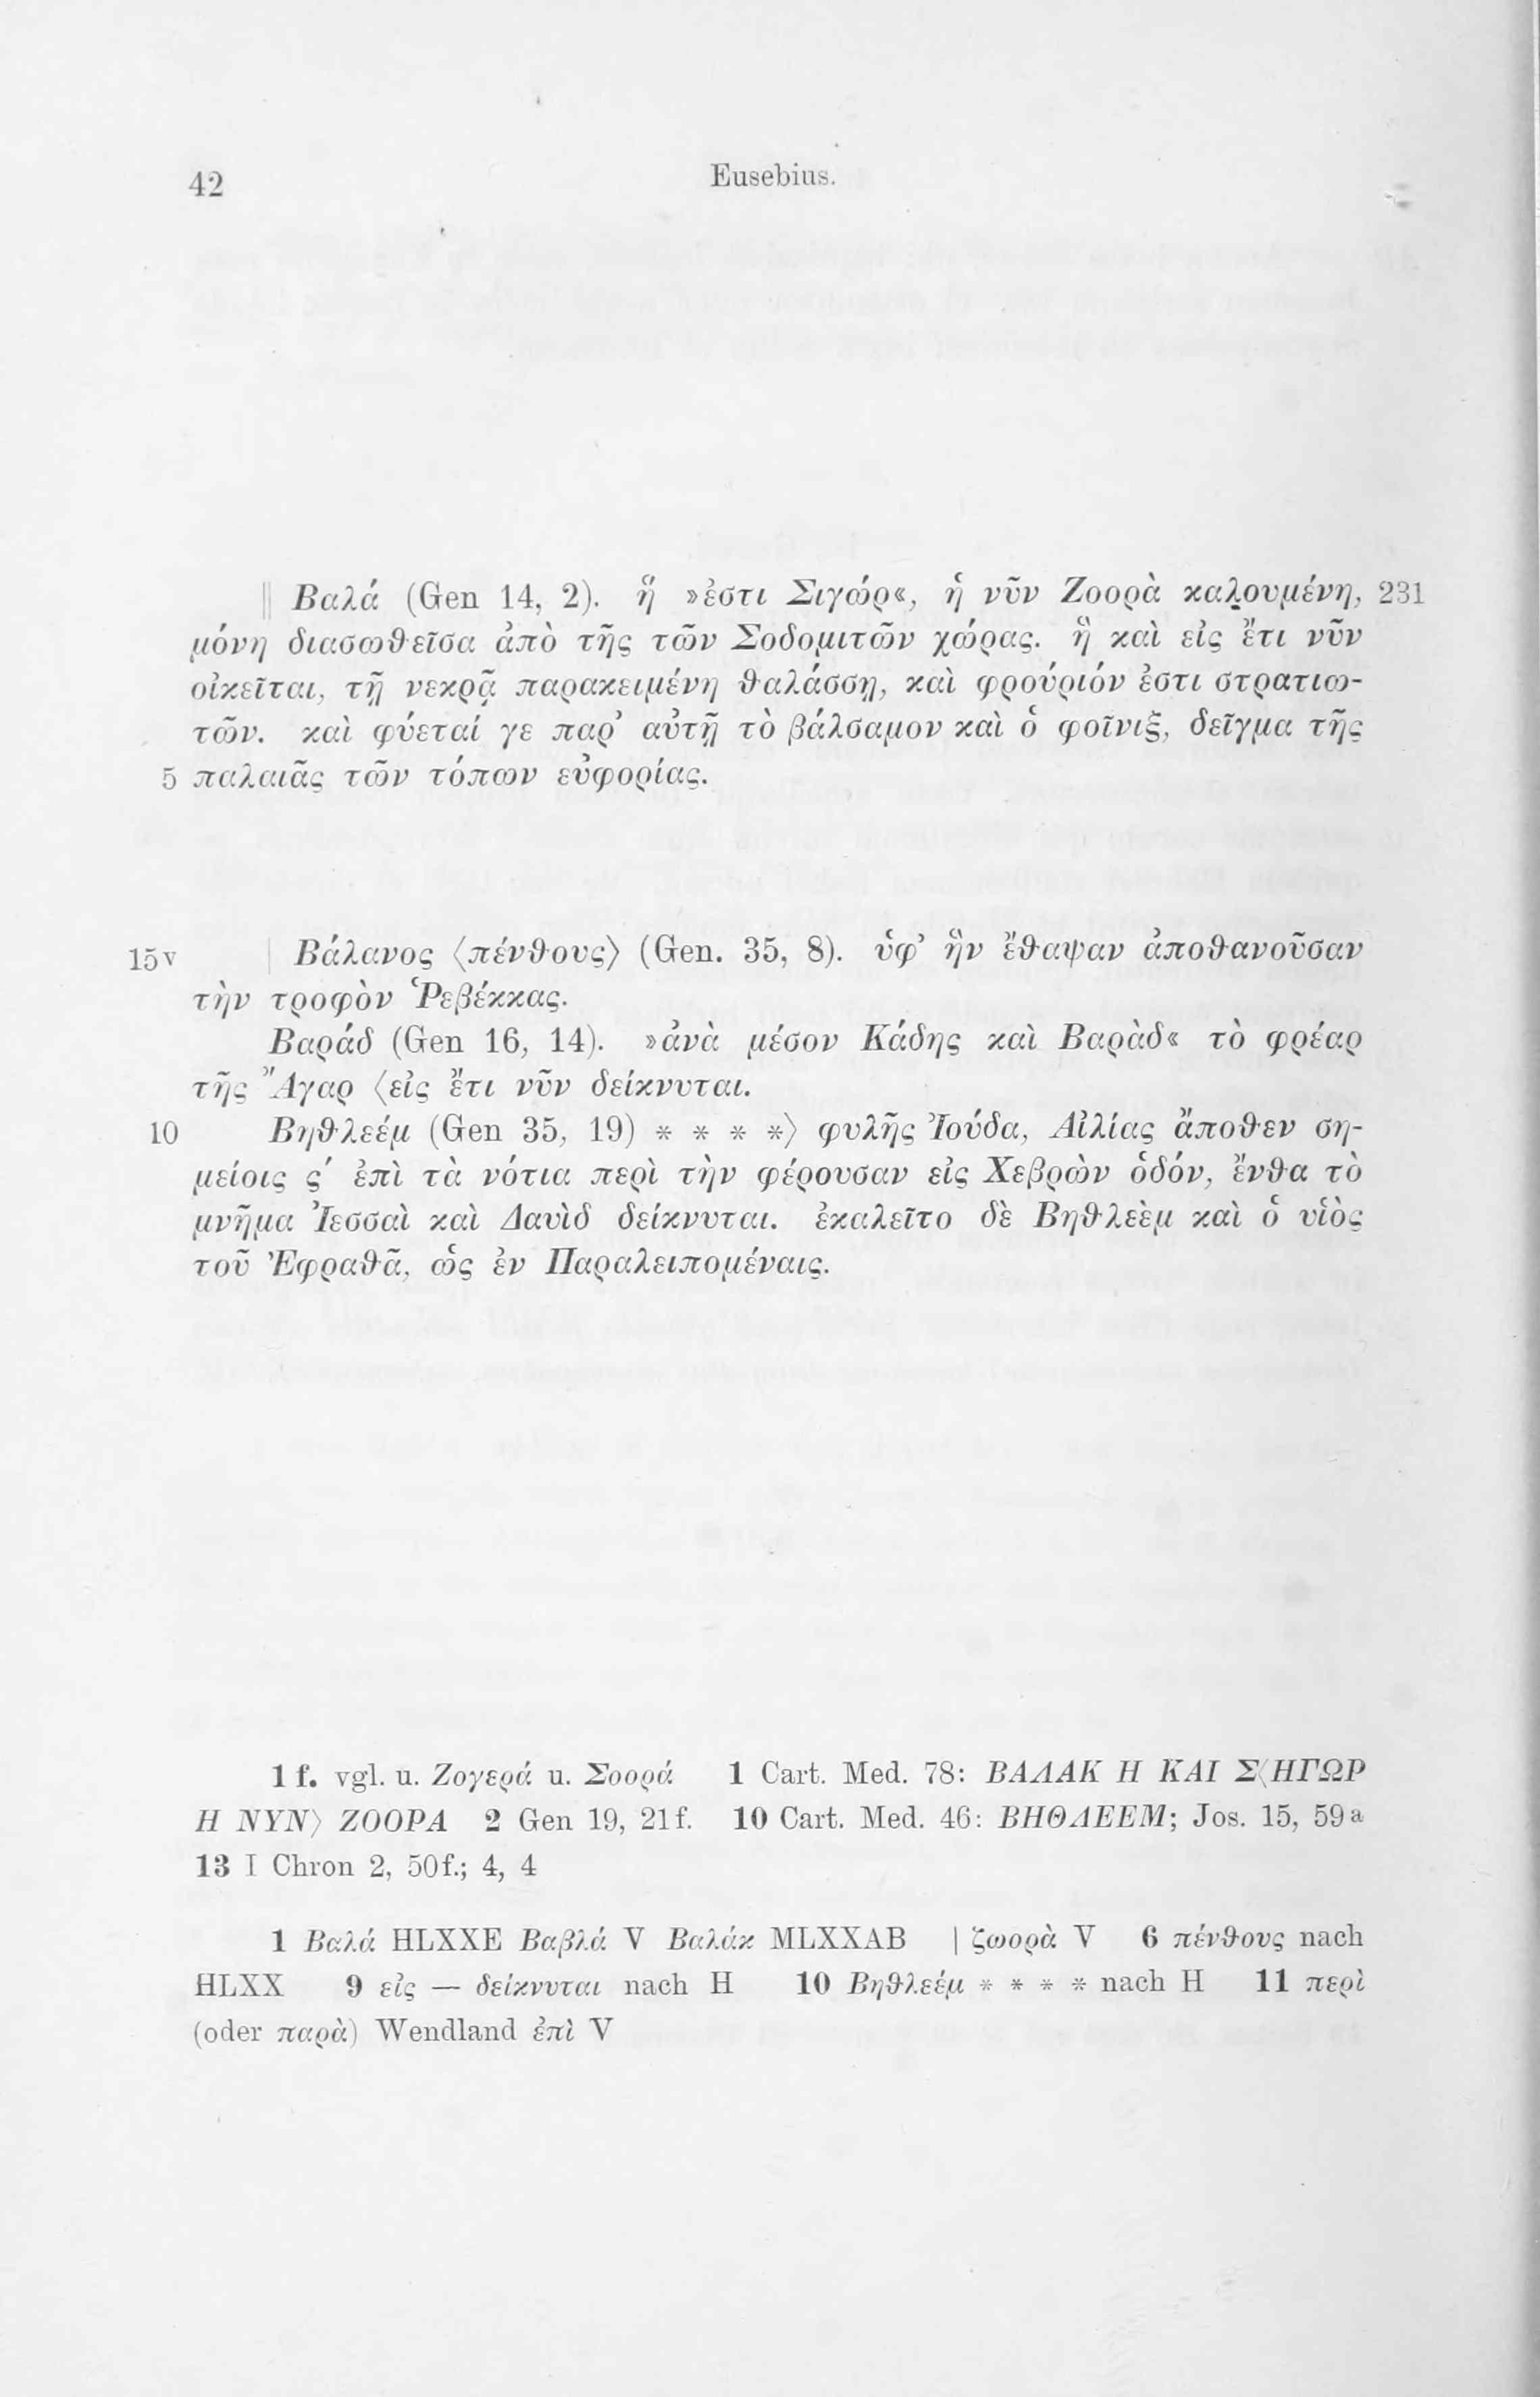 42 Eusebius.
‖ Βαλά (Gen 14, 2). ἥ »ἐστι Σιγώρ«, ἡ νῦν Ζοορὰ καλουμένη, 231
μόνη διασωθεῖσα ἀπὸ τῆς τῶν Σοδομιτῶν χώρας. ἣ καὶ εἰς ἔτι νῦν
οἰκεῖται, τῇ νεκρᾷ παρακειμένη θαλάσσῃ, καὶ φρούριόν ἐστι στρατιω-
τῶν. καὶ φύεταί γε παρ’ αὐτῇ τὸ βάλσαμον καὶ ὁ φοῖνιξ, δεῖγμα τῆς
5 παλαιᾶς τῶν τόπων εὐφορίας.
15v | Βάλανος 〈πένθους〉 (Gen. 35, 8). ὑφ’ ἣν ἔθαψαν ἀποθανοῦσαν
τὴν τροφὸν Ῥεβέκκας.
Βαράδ (Gen 16, 14). »ἀνὰ μέσον Κάδης καὶ Βαρὰδ« τὸ φρέαρ
τῆς Ἄγαρ 〈εἰς ἔτι νῦν δείκνυται.
10 Βηθλεέμ (Gen 35, 19) * * * *〉 φυλῆς Ἰούδα, Αἰλίας ἄποθεν ση-
μείοις ϛ′ ἐπὶ τὰ νότια περὶ τὴν φέρουσαν εἰς Χεβρὼν ὁδόν, ἔνθα τὸ
μνῆμα Ἰεσσαὶ καὶ Δαυὶδ δείκνυται. ἐκαλεῖτο δὲ Βηθλεὲμ καὶ ὁ υἱὸς
τοῦ Ἐφραθᾶ, ὡς ἐν Παραλειπομέναις.
1 f. vgl. u. Ζογερά u. Σοορά 1 Cart. Med. 78: ΒΑΛΑΚ Η ΚΑΙ Σ〈ΗΓΩΡ
Η ΝΥΝ〉 ΖΟΟΡΑ 2 Gen 19, 21f. 10 Cart. Med. 46: ΒΗΘΛΕΕΜ; Jos. 15, 59a
13 I Chron 2, 50f.; 4, 4
1 Βαλά HLXXE Βαβλά V Βαλάκ MLXXAB | ζωορὰ V 6 πένθους nach
HLXX 9 εἰς — δείκνυται nach H 10 Βηθλεέμ * * * * nach H 11 περὶ
(oder παρὰ) Wendland ἐπὶ V